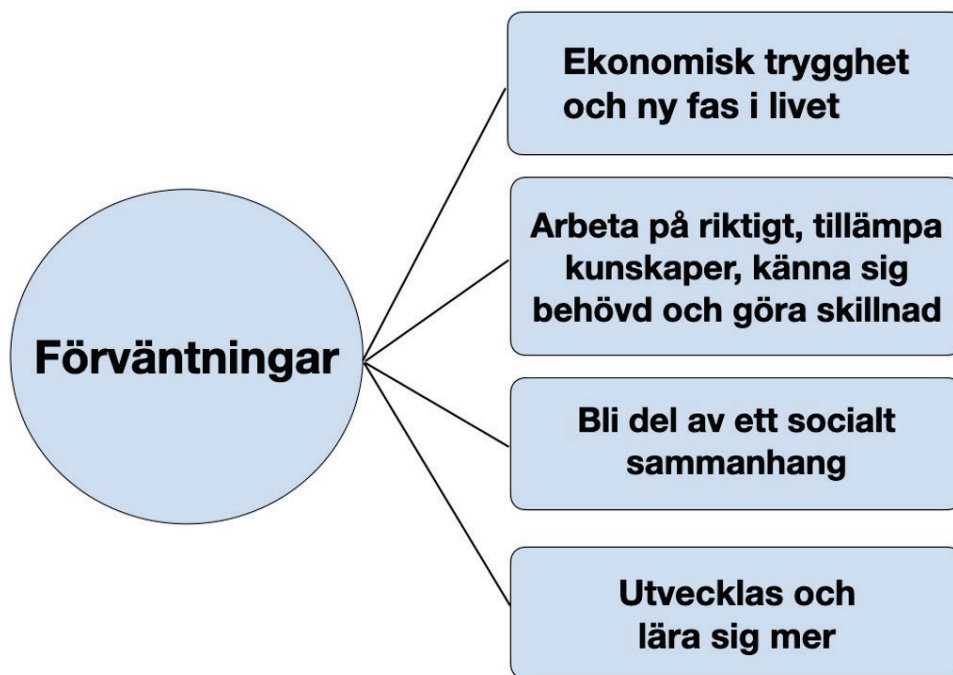 Förväntningar
Ekonomisk trygghet
och ny fas i livet
Arbeta på riktigt, tillämpa
kunskaper, känna sig
behövd och göra skillnad
Bli del av ett socialt
sammanhang
Utvecklas och
lära sig mer